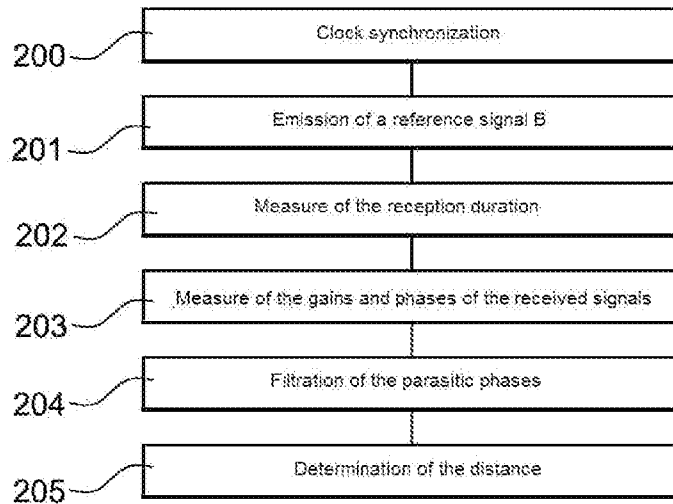 200 Clock synchronization
201 Emission of a reference signal B
202 Measure of the reception duration
203 Measure of the gains and phases of the received signals
204 Filtration of the parasitic phases
205 Determination of the distance